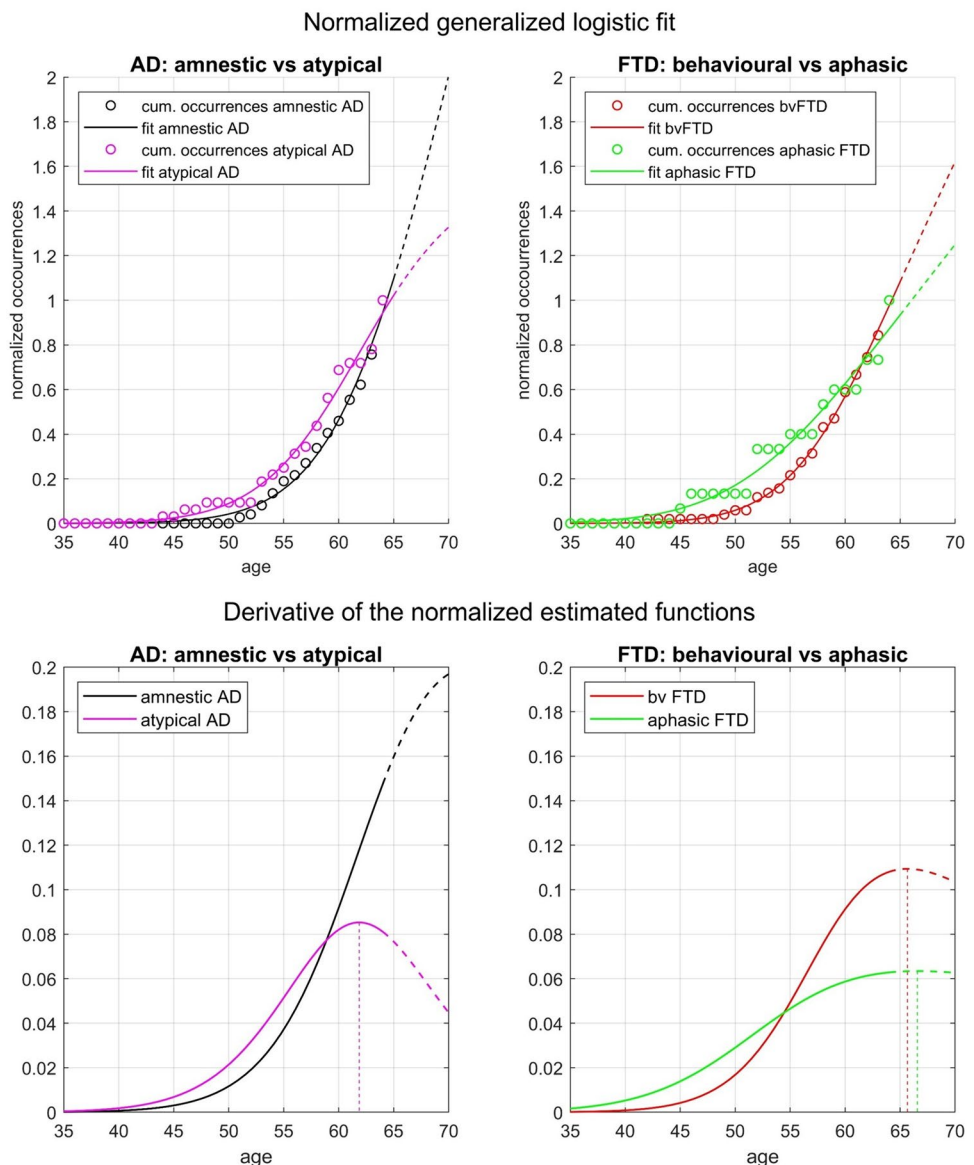 Normalized generalized logistic fit
AD: amnestic vs atypical
2
1.8
1.6
1.4
1.2
1
0.8
0.6
0.4
0.2
0
normalized occourrences
cum. occurrences amnestic AD
fit amnestic AD
cum. occurrences atypical AD
fit atypical AD
35 40 45 50 55 60 65 70
age
FTD: behavioural vs aphasic
2
1.8
1.6
1.4
1.2
1
0.8
0.6
0.4
0.2
0
normalized occourrences
cum. occurrences bvFTD
fit bvFTD
cum. occurrences aphasic FTD
fit aphasic FTD
35 40 45 50 55 60 65 70
age
Derivative of the normalized estimated functions
AD: amnestic vs atypical
0.2
0.18
0.16
0.14
0.12
0.1
0.08
0.06
0.04
0.02
0
amnestic AD
atypical AD
35 40 45 50 55 60 65 70
age
FTD: behavioural vs aphasic
0.2
0.18
0.16
0.14
0.12
0.1
0.08
0.06
0.04
0.02
0
bv FTD
aphasic FTD
35 40 45 50 55 60 65 70
age